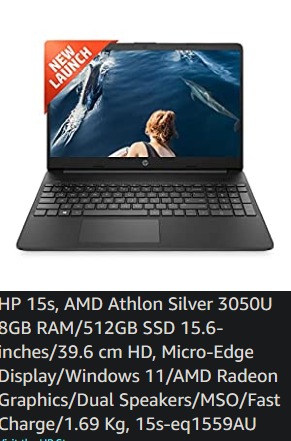 NEW
LAUNCH
hp
HP 15s, AMD Athlon Silver 3050U
8GB RAM/512GB SSD 15.6-
inches/39.6 cm HD, Micro-Edge
Display/Windows 11/AMD Radeon
Graphics/Dual Speakers/MSO/Fast
Charge/1.69 Kg, 15s-eq1559AU